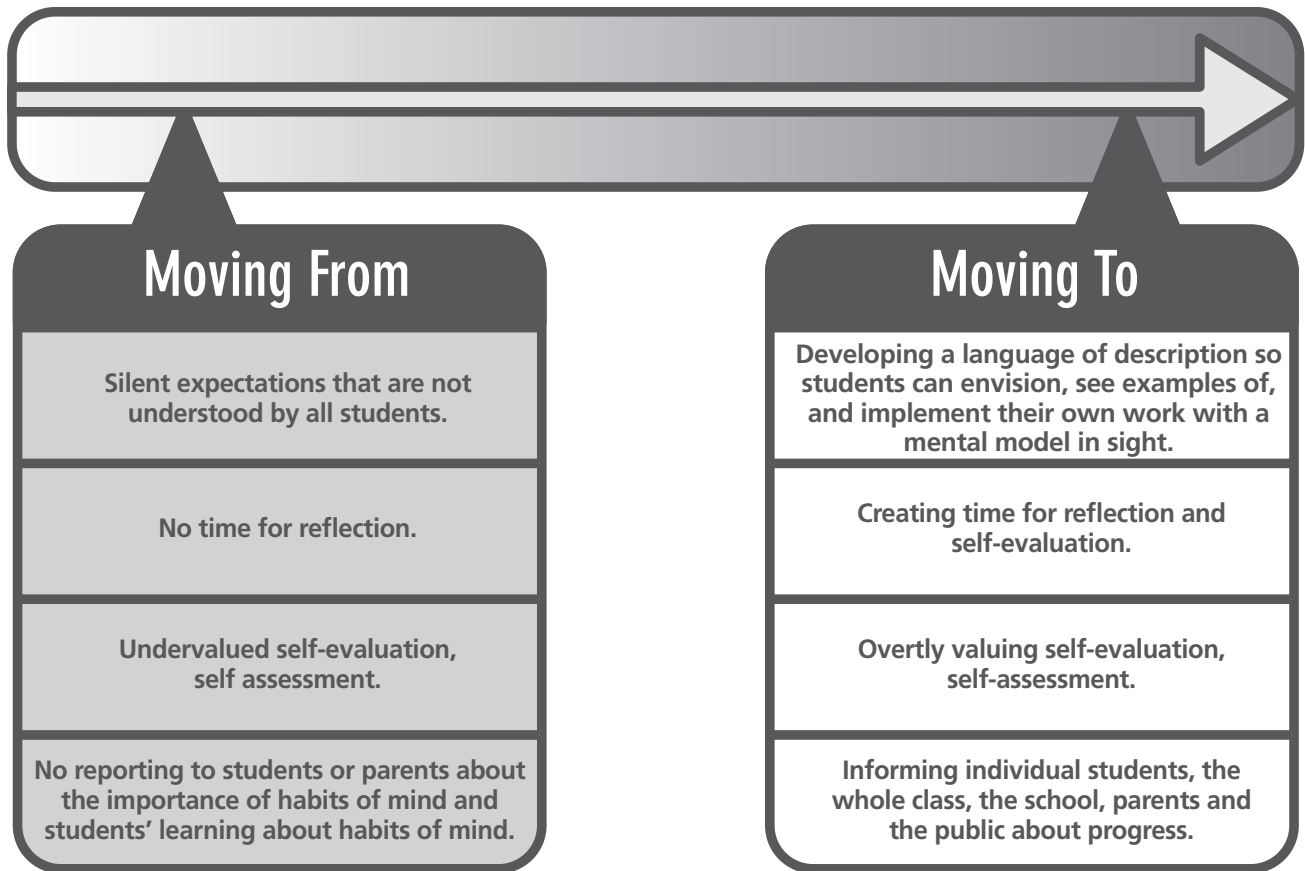 Moving From
Silent expectations that are not
understood by all students.
No time for reflection.
Undervalued self-evaluation,
self assessment.
No reporting to students or parents about
the importance of habits of mind and
students’ learning about habits of mind.
Moving To
Developing a language of description so
students can envision, see examples of,
and implement their own work with a
mental model in sight.
Creating time for reflection and
self-evaluation.
Overtly valuing self-evaluation,
self-assessment.
Informing individual students, the
whole class, the school, parents and
the public about progress.